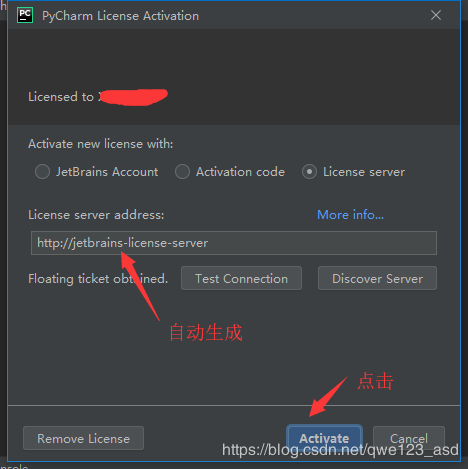 PC PyCharm License Activation
Licensed to
Activate new license with:
JetBrains Account Activation code License server
License server address: More info...
http://jetbrains-license-server
Floating ticket obtained. Test Connection Discover Server
自动生成
点击
Remove License Activate Cancel
https://blog.csdn.net/qwe123_asd